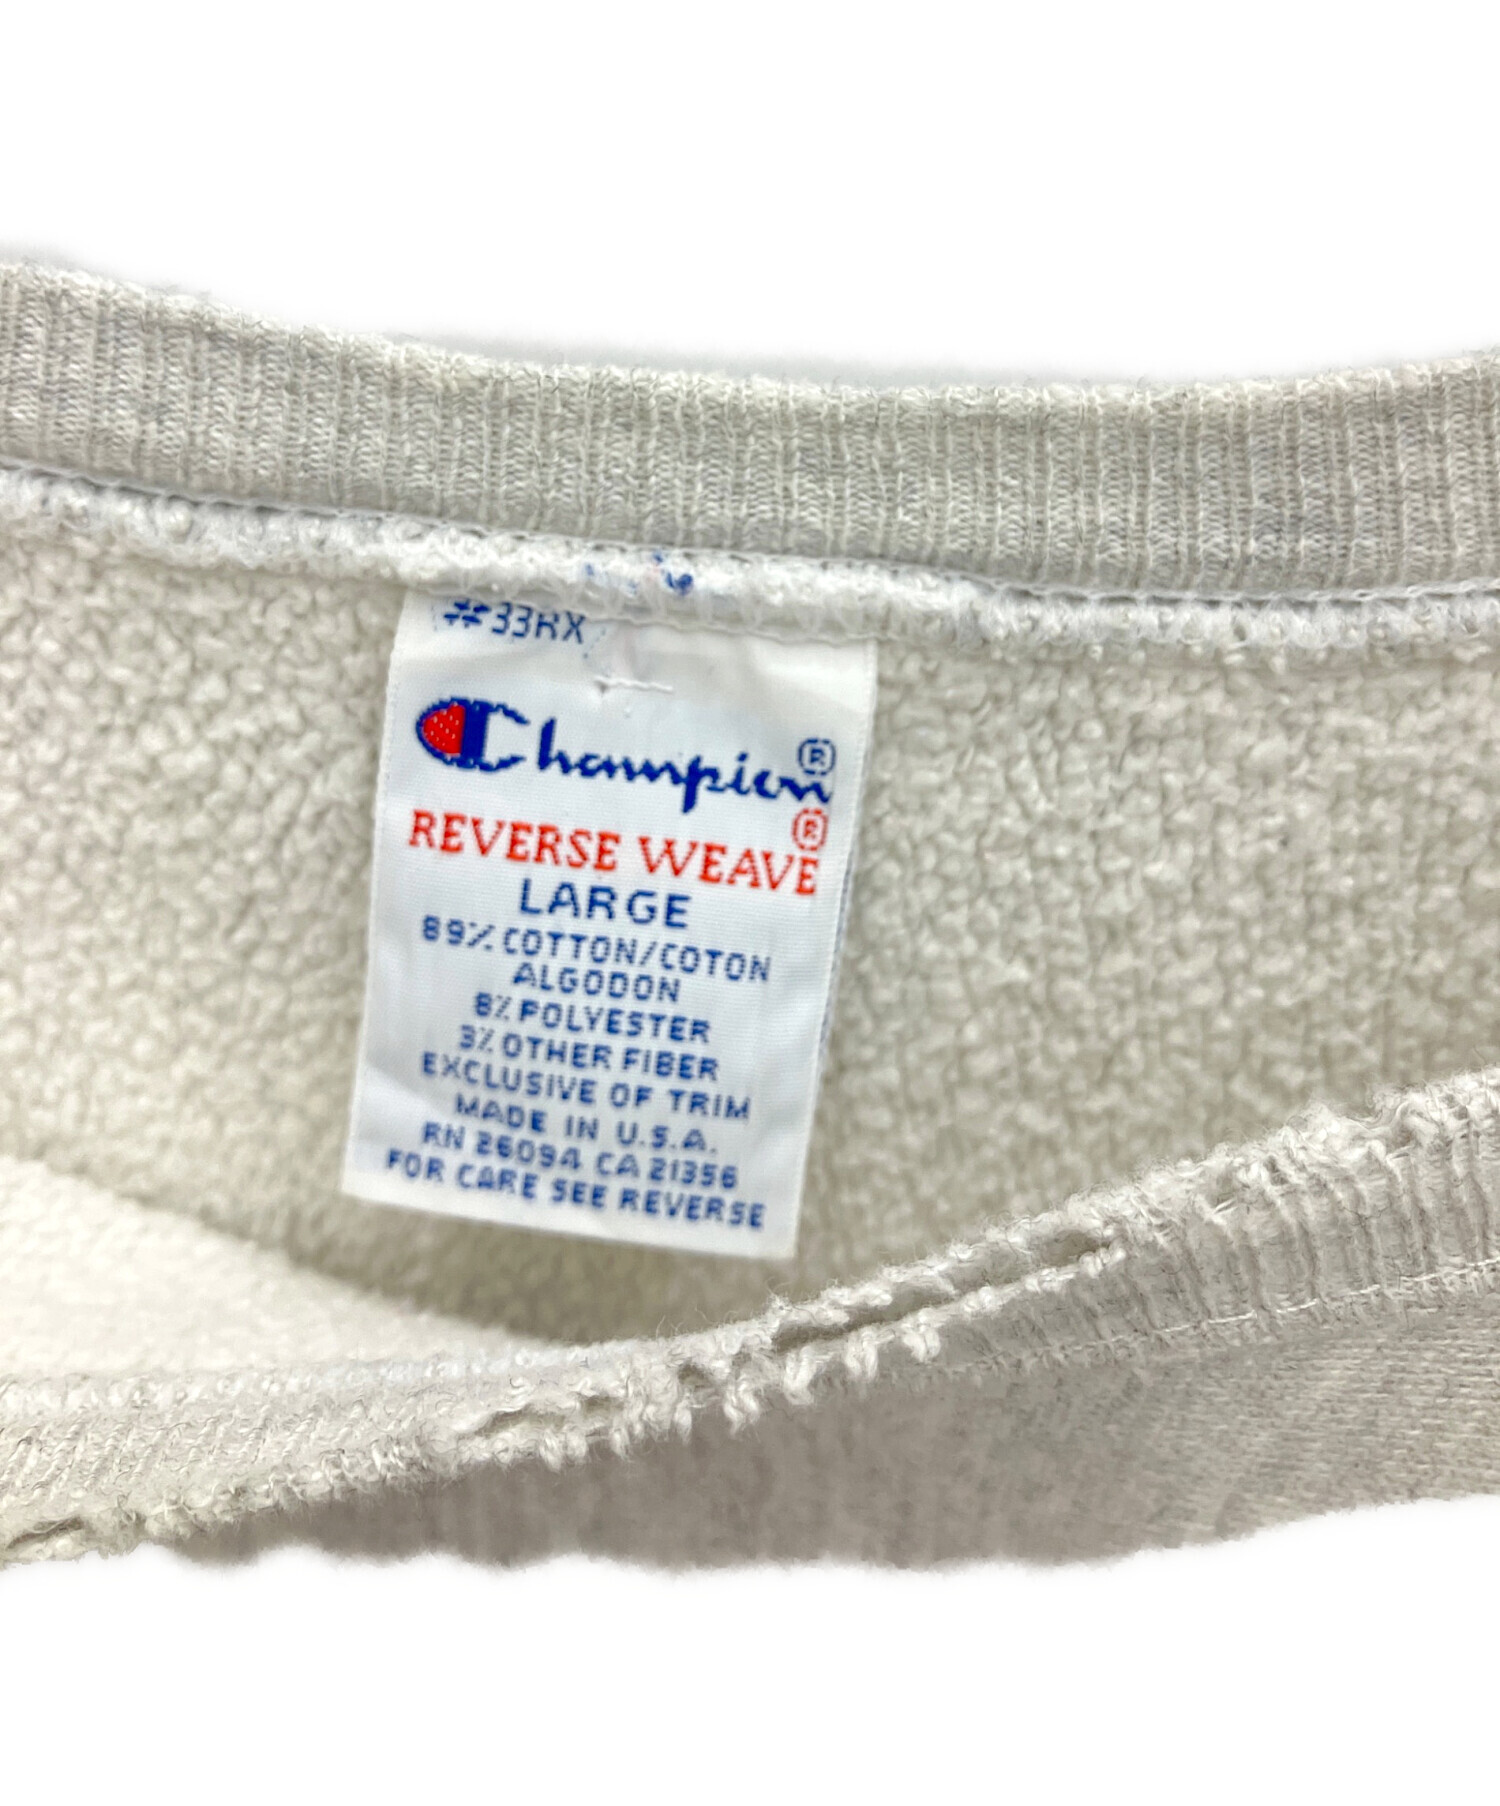 #33RX
Champion®
REVERSE WEAVE®
LARGE
89% COTTON/COTON
ALGODON
8% POLYESTER
3% OTHER FIBER
EXCLUSIVE OF TRIM
MADE IN U.S.A.
RN 26094 CA 21356
FOR CARE SEE REVERSE